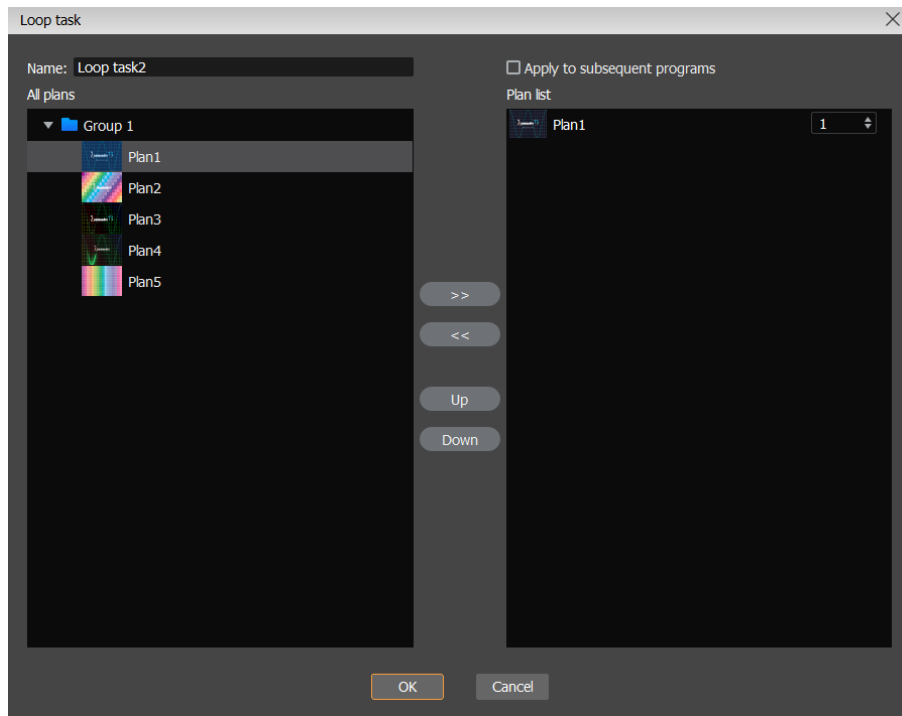 Loop task
Name: Loop task2
Apply to subsequent programs
All plans
Plan list
Group 1
Plan1
Plan2
Plan3
Plan4
Plan5
>>
<<
Up
Down
Plan1 1
OK
Cancel